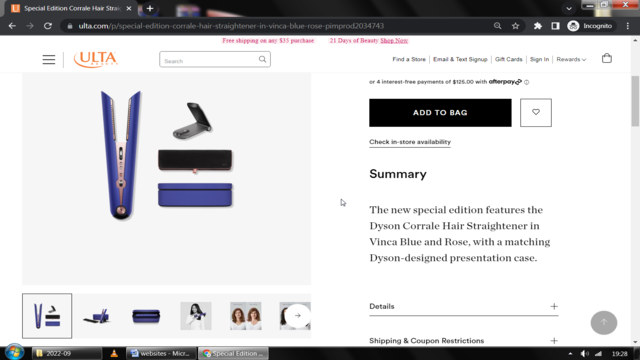 Special Edition Corrale Hair Strai
ulta.com/p/special-edition-corrale-hair-straightener-in-vinca-blue-rose-pimprod2034743
Incognito
Free shipping on any $35 purchase 21 Days of Beauty Shop Now
ULTA
BEAUTY
Search
Find a Store Email & Text Signup Gift Cards Sign In Rewards
or 4 interest-free payments of $125.00 with afterpay
ADD TO BAG
Check in-store availability
Summary
The new special edition features the
Dyson Corrale Hair Straightener in
Vinca Blue and Rose, with a matching
Dyson-designed presentation case.
Details
Shipping & Coupon Restrictions
2022-09
websites - Micr...
Special Edition ...
19:28